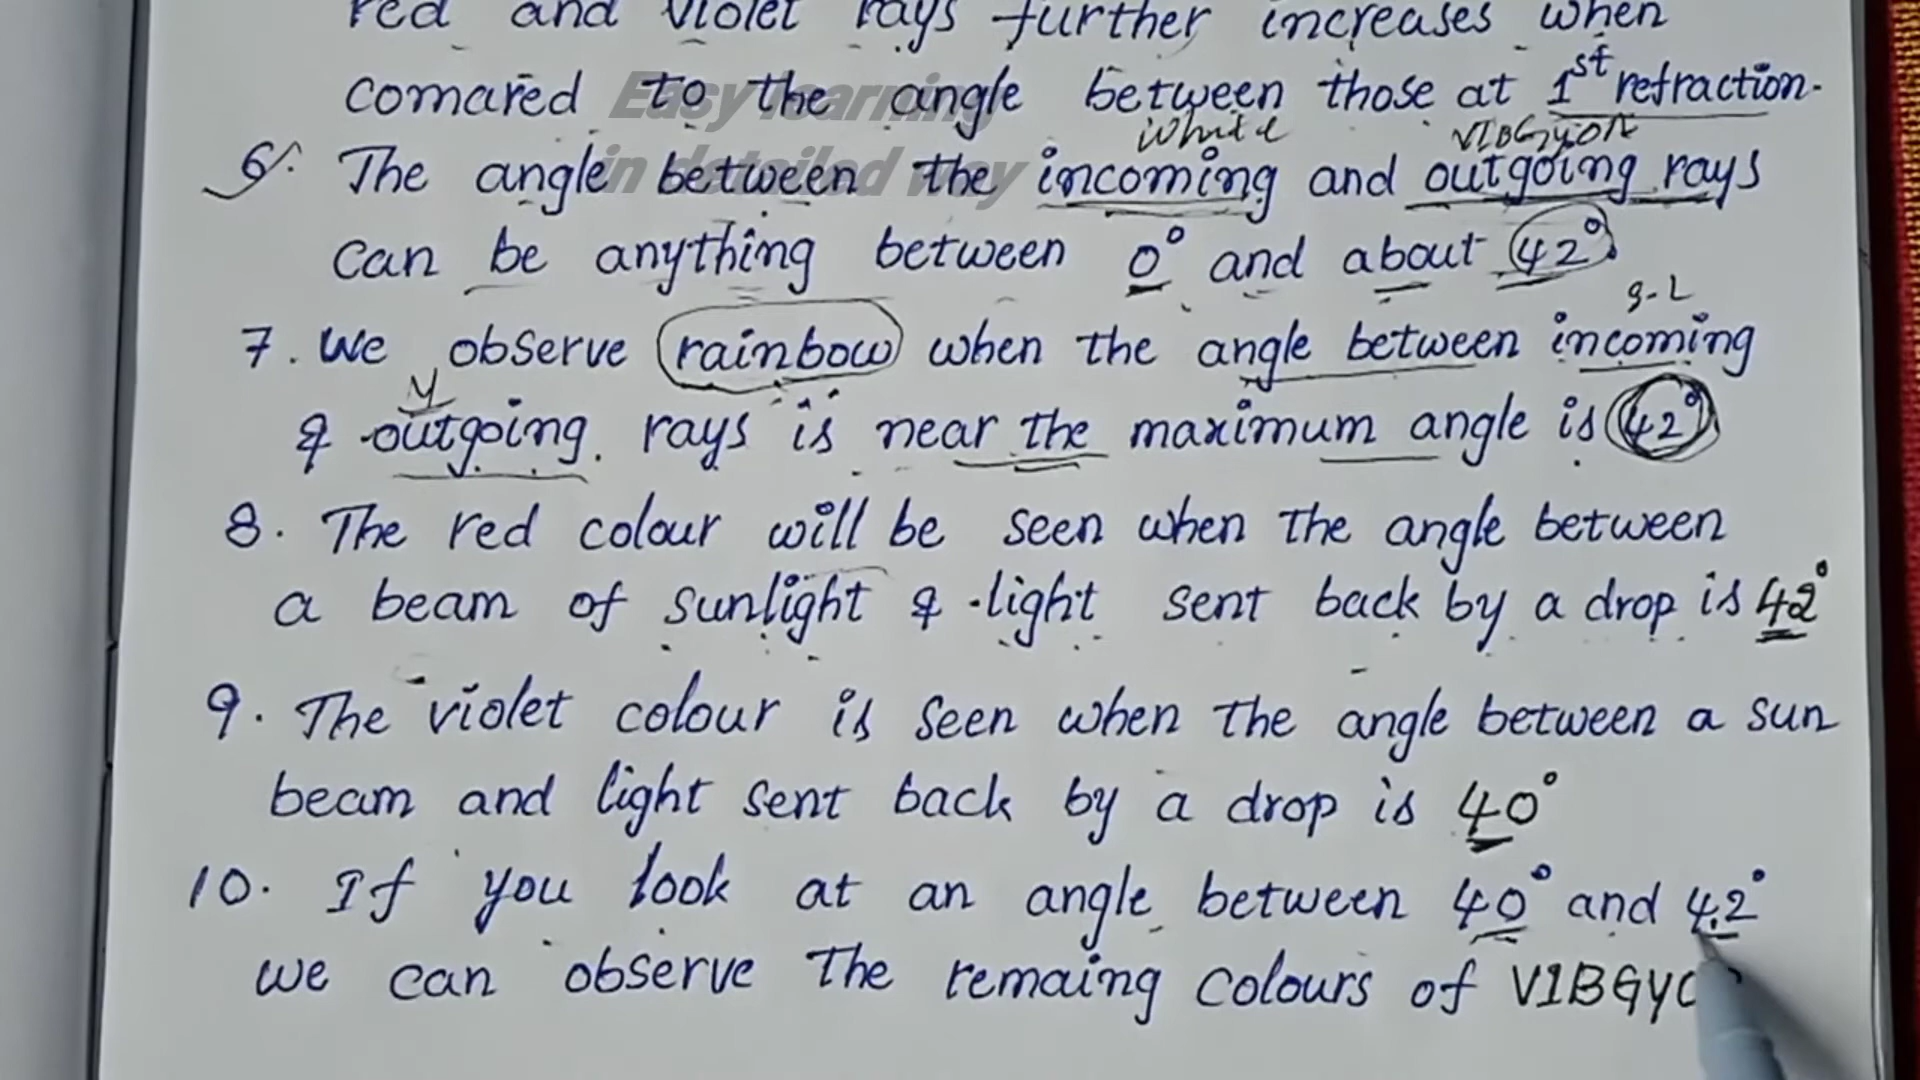 red and violet rays further increases when
comared to the angle between those at 1st refraction.
Easy learning
in detailed way
white VIBGYOR
6. The angle between the incoming and outgoing rays
can be anything between 0° and about 42°.
7. We observe rainbow when the angle between incoming
& outgoing rays is near the maximum angle is 42°
8. The red colour will be seen when the angle between
a beam of sunlight & light sent back by a drop is 42°
9. The violet colour is seen when the angle between a sun
beam and light sent back by a drop is 40°
10. If you look at an angle between 40° and 42°
we can observe the remaing colours of VIBGYO